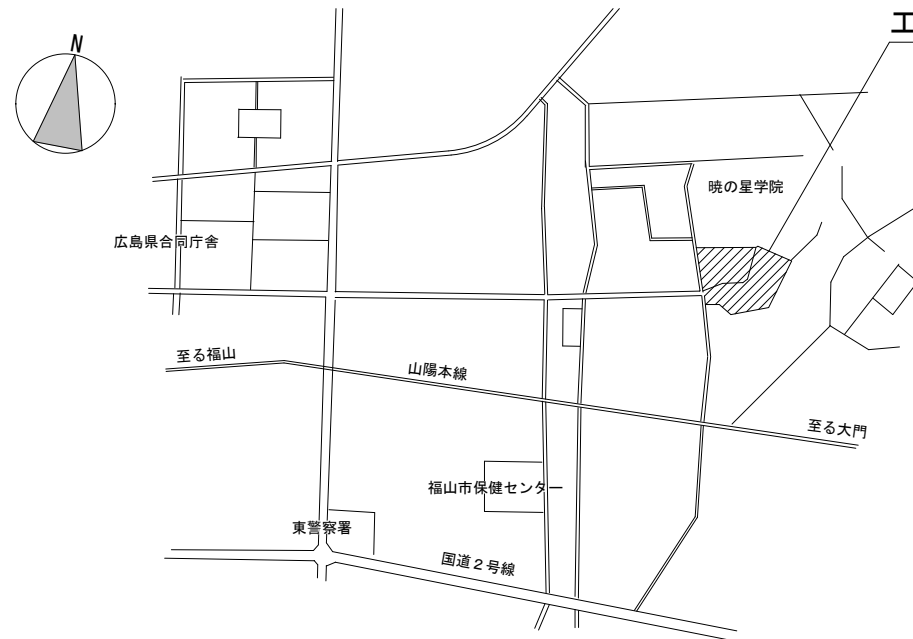 工
N
暁の星学院
広島県合同庁舎
至る福山
山陽本線
至る大門
福山市保健センター
東警察署
国道２号線